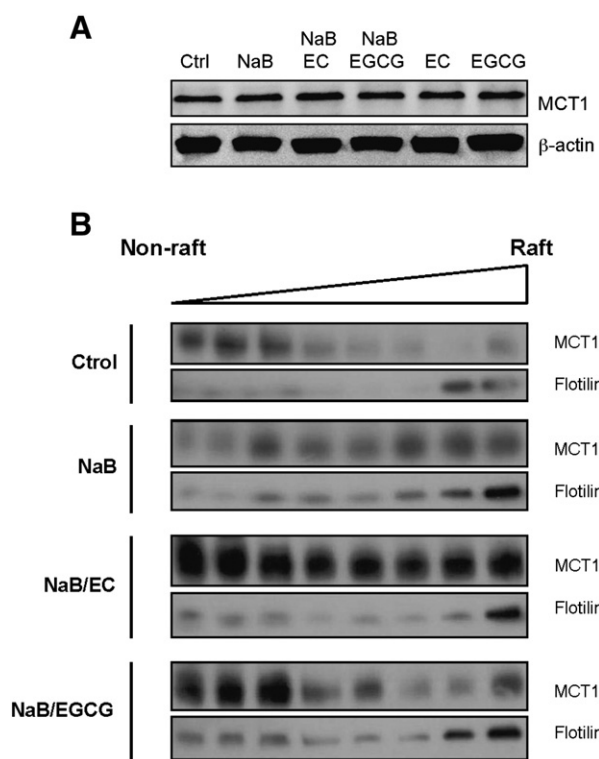 A
Ctrl NaB NaB EC NaB EGCG EC EGCG
MCT1
β-actin
B
Non-raft Raft
Ctrol
MCT1
Flotilir
NaB
MCT1
Flotilir
NaB/EC
MCT1
Flotilir
NaB/EGCG
MCT1
Flotilir